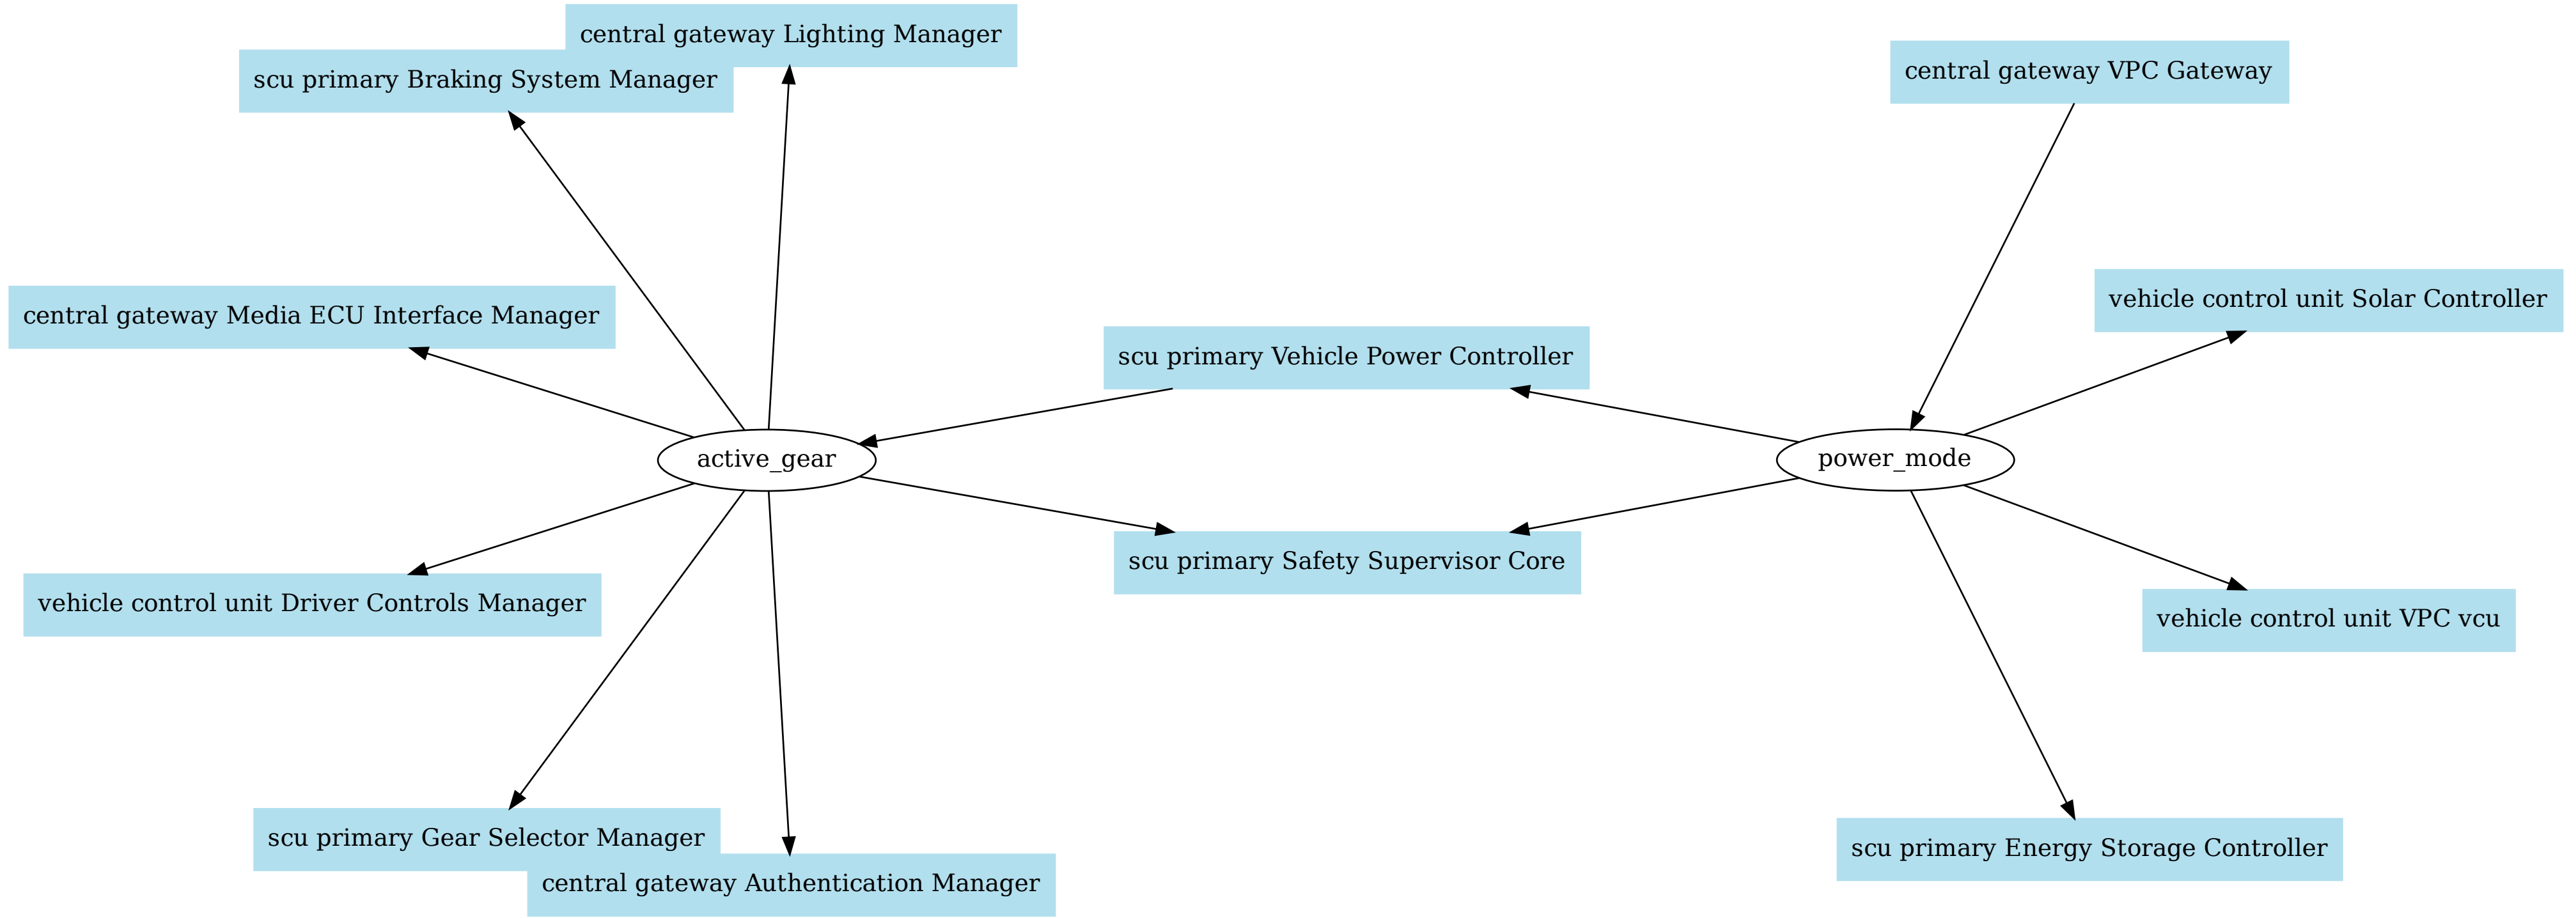 central gateway Lighting Manager
scu primary Braking System Manager
central gateway VPC Gateway
vehicle control unit Solar Controller
central gateway Media ECU Interface Manager
scu primary Vehicle Power Controller
active_gear
power_mode
scu primary Safety Supervisor Core
vehicle control unit Driver Controls Manager
vehicle control unit VPC vcu
scu primary Gear Selector Manager
scu primary Energy Storage Controller
central gateway Authentication Manager